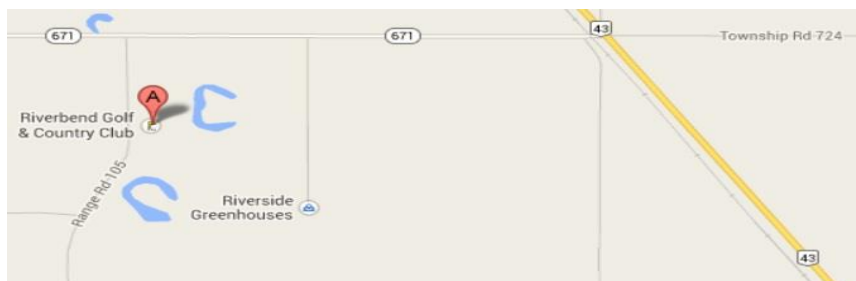 43
671
671
Township Rd 724
A
Riverbend Golf
& Country Club
Range Rd 105
Riverside
Greenhouses
43